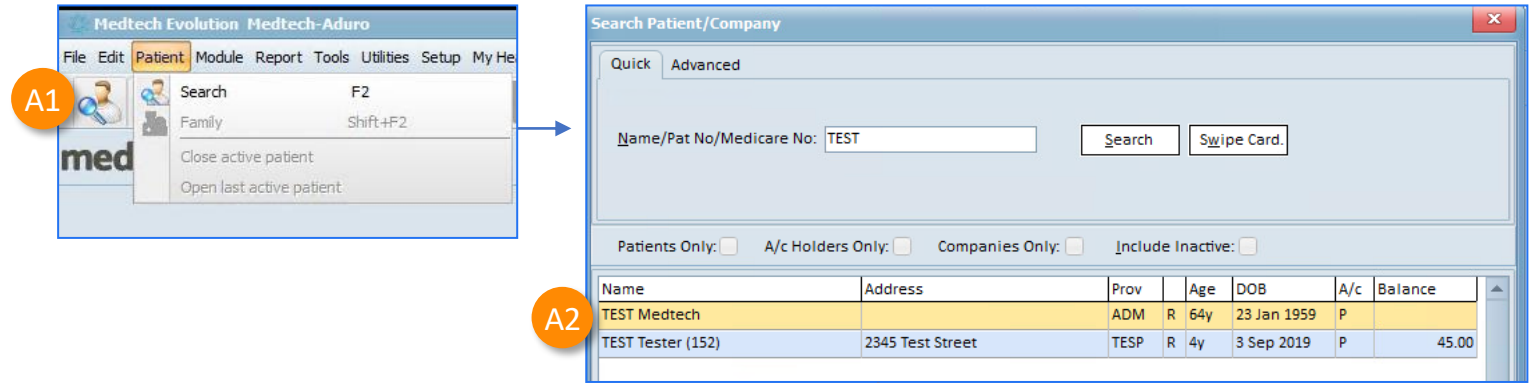 Medtech Evolution Medtech-Aduro
File Edit Patient Module Report Tools Utilities Setup My He
A1
Search F2
Family Shift+F2
med
Close active patient
Open last active patient
Search Patient/Company
Quick Advanced
Name/Pat No/Medicare No: TEST Search Swipe Card.
Patients Only: A/c Holders Only: Companies Only: Include Inactive:
Name Address Prov Age DOB A/c Balance
A2
TEST Medtech ADM R 64y 23 Jan 1959 P
TEST Tester (152) 2345 Test Street TESP R 4y 3 Sep 2019 P 45.00